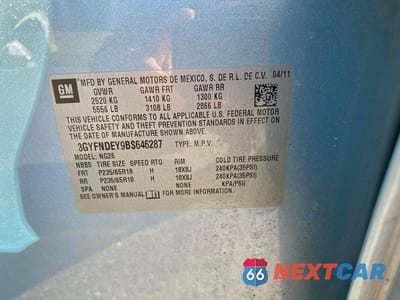 GM MFD BY GENERAL MOTORS DE MEXICO, S. DE R.L. DE C.V. 04/11
GVWR GAWR FRT GAWR RR
2520 KG 1410 KG 1300 KG
5556 LB 3108 LB 2866 LB
THIS VEHICLE CONFORMS TO ALL APPLICABLE U.S. FEDERAL
MOTOR VEHICLE SAFETY STANDARDS IN EFFECT ON
THE DATE OF MANUFACTURE SHOWN ABOVE.
3GYFNDEY9BS646287 TYPE: M.P.V.
MODEL: NG26
NBBS TIRE SIZE SPEED RTG RIM COLD TIRE PRESSURE
FRT P235/65R18 H 18X8J 240KPA(35PSI)
RR P235/65R18 H 18X8J 240KPA(35PSI)
SPA NONE NONE KPA(PSI)
SEE OWNER'S MANUAL FOR MORE INFORMATION.
66 NEXTCAR